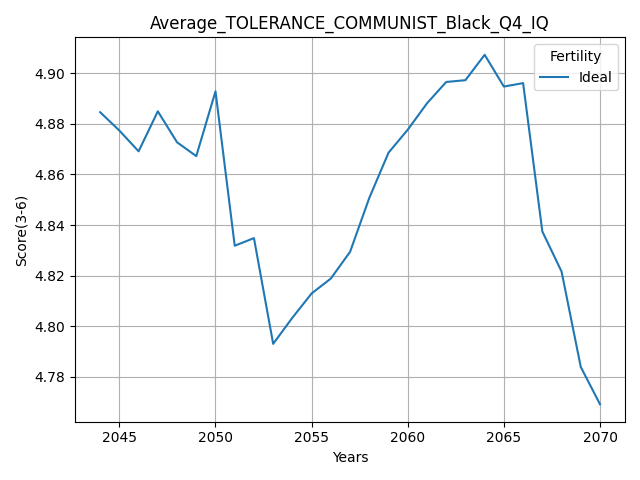 Average_TOLERANCE_COMMUNIST_Black_Q4_IQ
Fertility
Ideal
Score(3-6)
4.90
4.88
4.86
4.84
4.82
4.80
4.78
2045 2050 2055 2060 2065 2070
Years